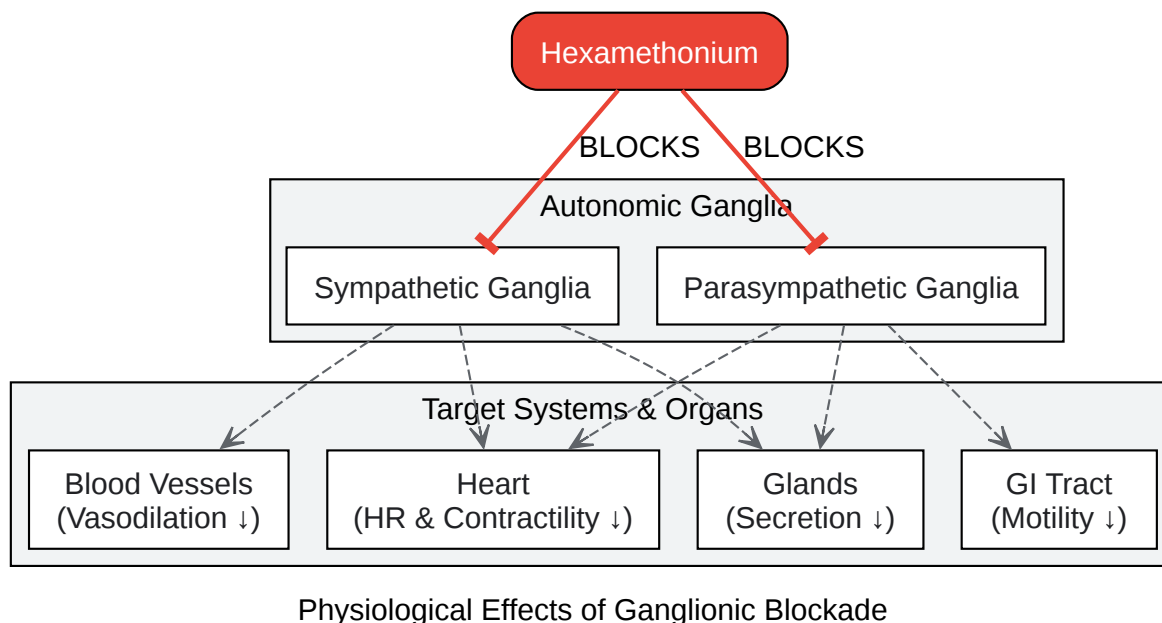 Hexamethonium
BLOCKS BLOCKS
Autonomic Ganglia
Sympathetic Ganglia
Parasympathetic Ganglia
Target Systems & Organs
Blood Vessels
(Vasodilation ↓)
Heart
(HR & Contractility ↓)
Glands
(Secretion ↓)
GI Tract
(Motility ↓)
Physiological Effects of Ganglionic Blockade